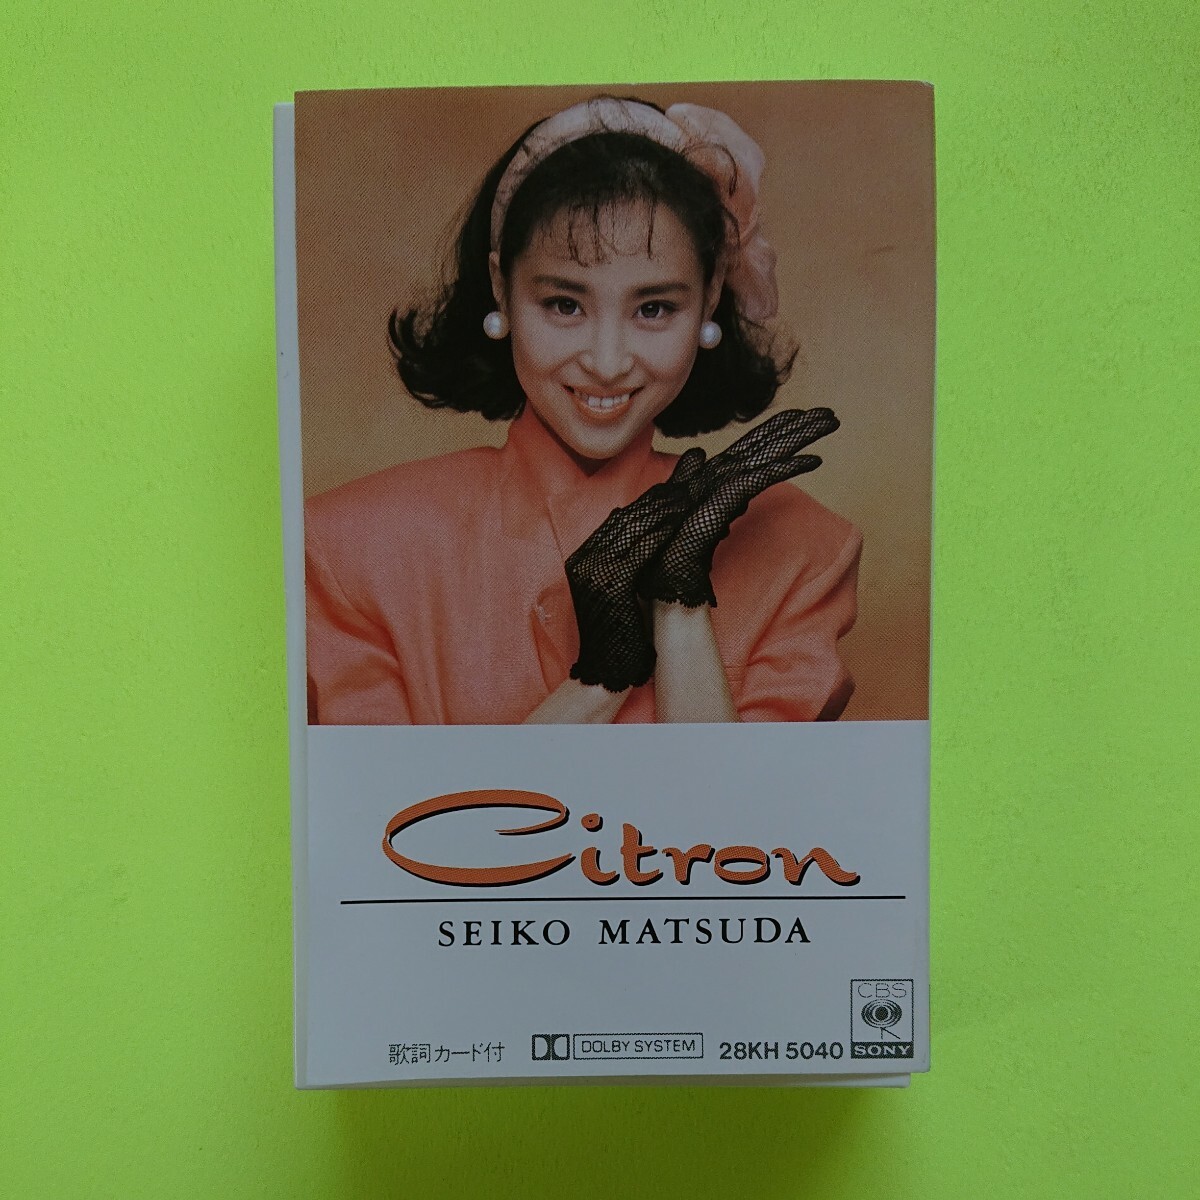 Citron
SEIKO MATSUDA
CBS
歌詞カード付 DOLBY SYSTEM 28KH 5040 SONY